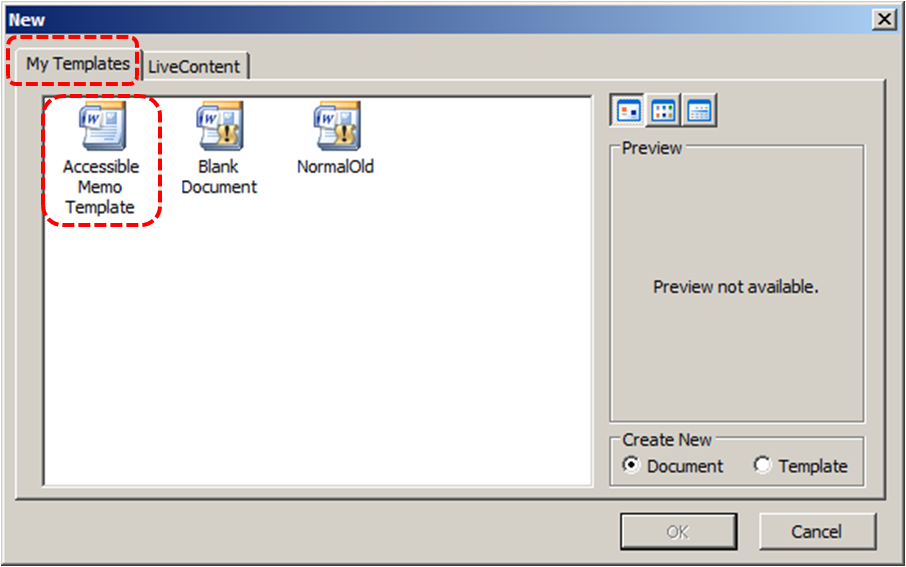 New
My Templates
LiveContent
Accessible
Memo
Template
Blank
Document
NormalOld
Preview
Preview not available.
Create New
Document
Template
OK
Cancel